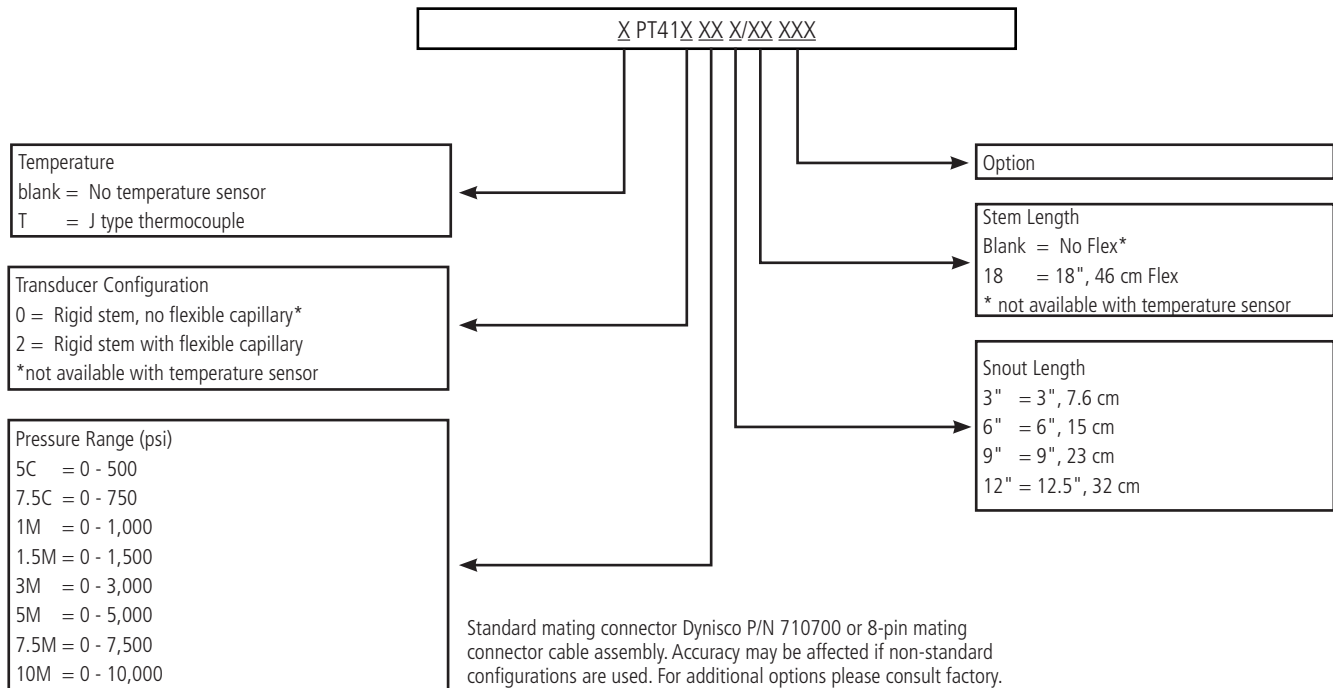 X PT41X XX X/XX XXX
Temperature
blank = No temperature sensor
T = J type thermocouple
Transducer Configuration
0 = Rigid stem, no flexible capillary*
2 = Rigid stem with flexible capillary
*not available with temperature sensor
Pressure Range (psi)
5C = 0 - 500
7.5C = 0 - 750
1M = 0 - 1,000
1.5M = 0 - 1,500
3M = 0 - 3,000
5M = 0 - 5,000
7.5M = 0 - 7,500
10M = 0 - 10,000
Option
Stem Length
Blank = No Flex*
18 = 18", 46 cm Flex
* not available with temperature sensor
Snout Length
3" = 3", 7.6 cm
6" = 6", 15 cm
9" = 9", 23 cm
12" = 12.5", 32 cm
Standard mating connector Dynisco P/N 710700 or 8-pin mating
connector cable assembly. Accuracy may be affected if non-standard
configurations are used. For additional options please consult factory.